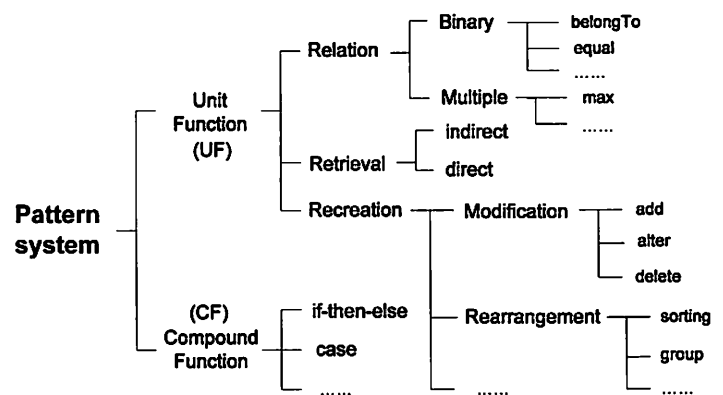 Pattern
system
Unit
Function
(UF)
Relation
Binary
belongTo
equal
......
Multiple
max
......
Retrieval
indirect
direct
Recreation
Modification
add
alter
delete
Rearrangement
sorting
group
......
......
(CF)
Compound
Function
if-then-else
case
......